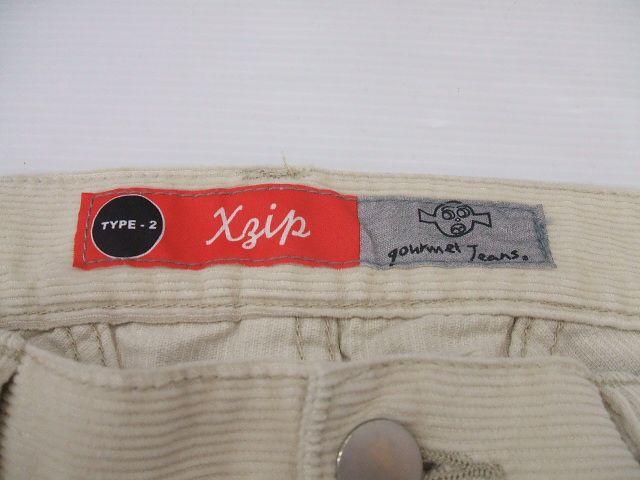 TYPE - 2
Xzip
gourmet Jeans.